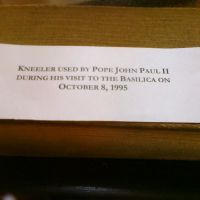 Kneeler used by Pope John Paul II
during his visit to the Basilica on
October 8, 1995